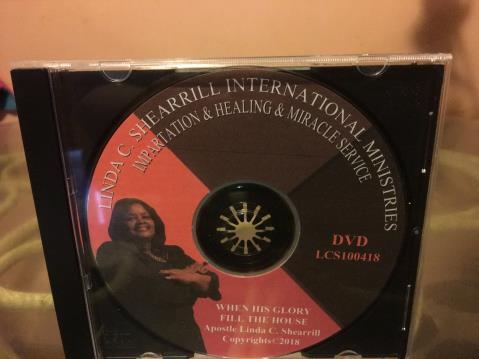 LINDA C. SHEARRILL INTERNATIONAL MINISTRIES
IMPARTATION & HEALING & MIRACLE SERVICE
DVD
LCS100418
WHEN HIS GLORY
FILL THE HOUSE
Apostle Linda C. Shearrill
Copyrights©2018